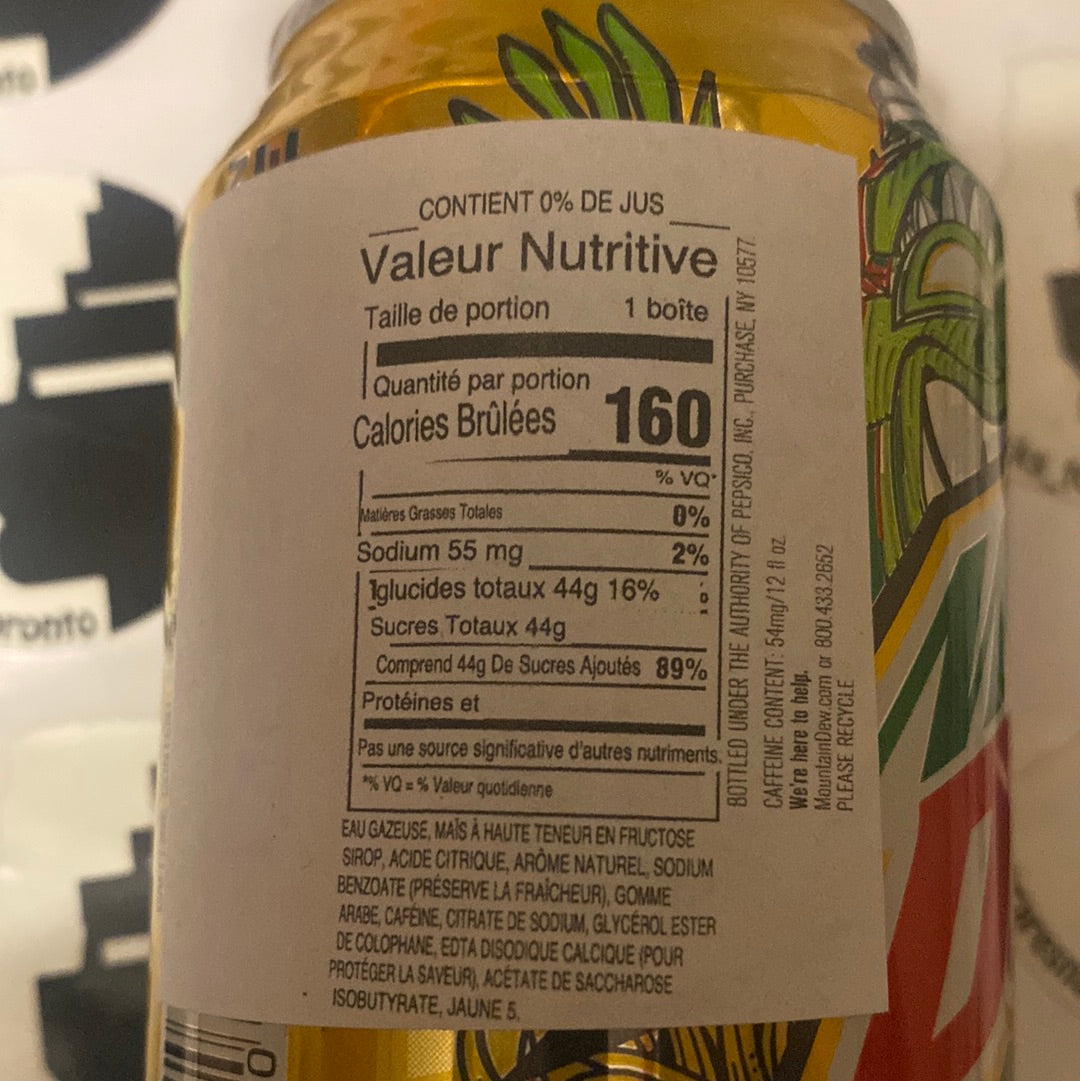 CONTIENT 0% DE JUS
Valeur Nutritive
Taille de portion 1 boîte
Quantité par portion
Calories Brûlées 160
% VQ*
Matières Grasses Totales 0%
Sodium 55 mg 2%
1glucides totaux 44g 16%
Sucres Totaux 44g
Comprend 44g De Sucres Ajoutés 89%
Protéines et
Pas une source significative d'autres nutriments.
*% VQ = % Valeur quotidienne
EAU GAZEUSE, MAÏS À HAUTE TENEUR EN FRUCTOSE
SIROP, ACIDE CITRIQUE, ARÔME NATUREL, SODIUM
BENZOATE (PRÉSERVE LA FRAÎCHEUR), GOMME
ARABE, CAFÉINE, CITRATE DE SODIUM, GLYCÉROL ESTER
DE COLOPHANE, EDTA DISODIQUE CALCIQUE (POUR
PROTÉGER LA SAVEUR), ACÉTATE DE SACCHAROSE
ISOBUTYRATE, JAUNE 5.
BOTTLED UNDER THE AUTHORITY OF PEPSICO, INC., PURCHASE, NY 10577.
CAFFEINE CONTENT: 54mg/12 fl oz
We're here to help.
MountainDew.com or 800.433.2652
PLEASE RECYCLE
M
D
0
ronto